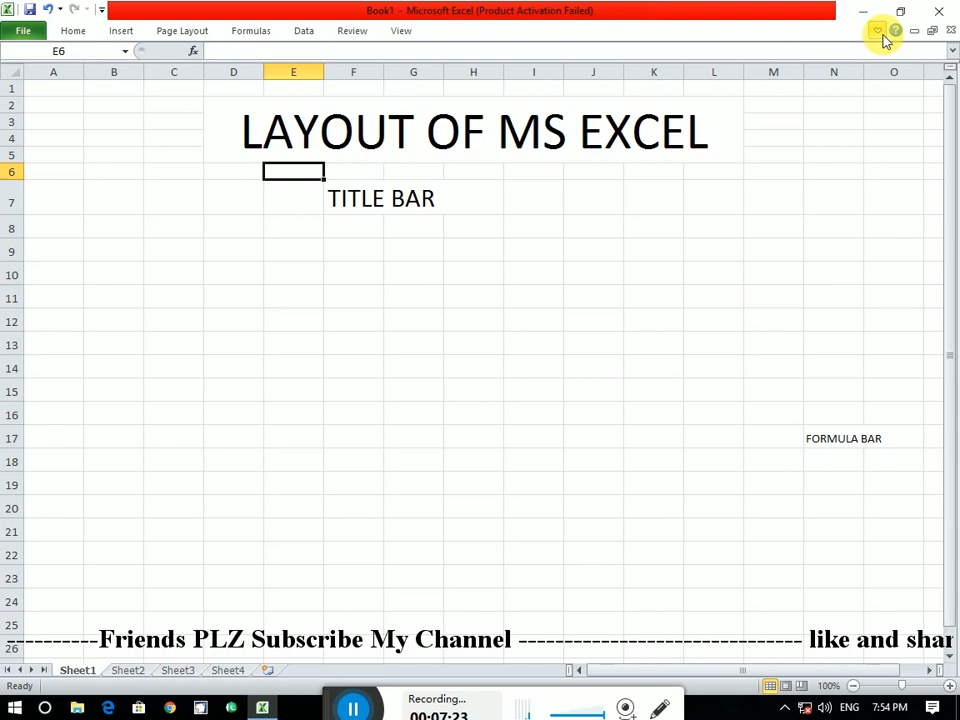 Book1 - Microsoft Excel (Product Activation Failed)
File Home Insert Page Layout Formulas Data Review View
E6 fx
A B C D E F G H I J K L M N O
1
2
3
4
5
LAYOUT OF MS EXCEL
6
7 TITLE BAR
8
9
10
11
12
13
14
15
16
17 FORMULA BAR
18
19
20
21
22
23
24
25
----------Friends PLZ Subscribe My Channel ------------------------------- like and shar
26
Sheet1 Sheet2 Sheet3 Sheet4
Ready 100%
Recording...
00:07:23
ENG 7:54 PM